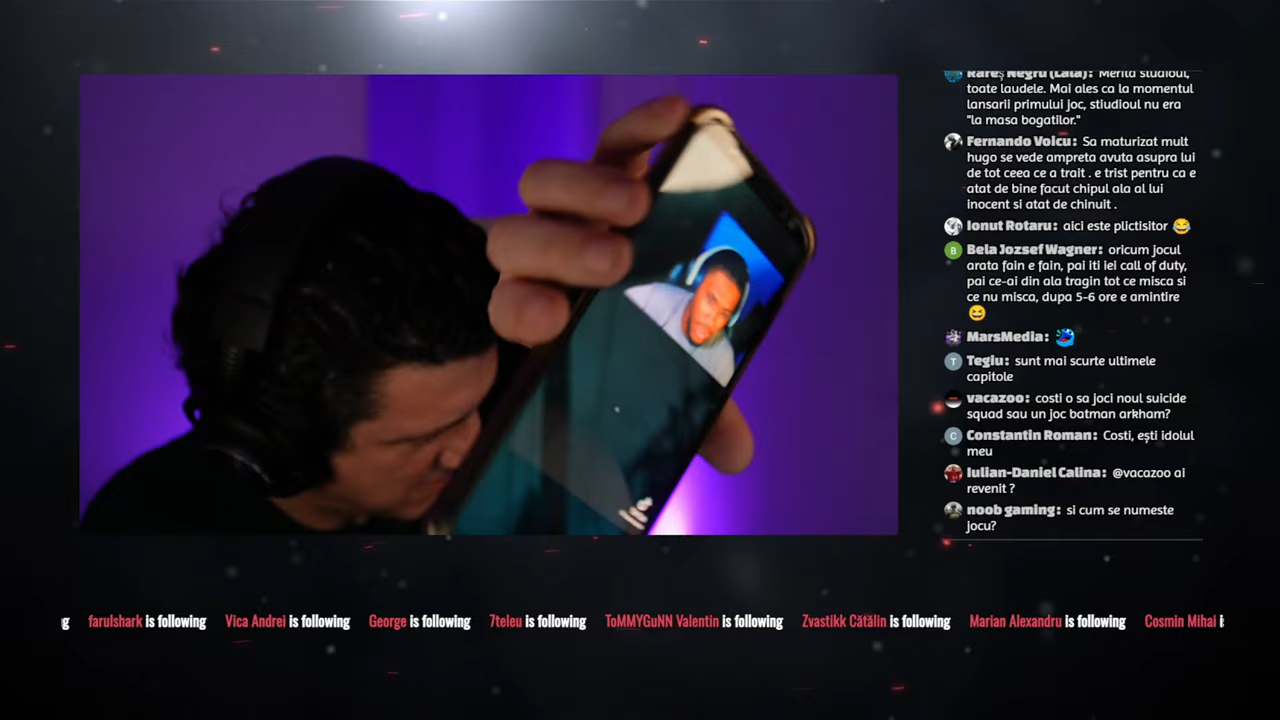 Rareș Negru (Lala): Merita studioul,
toate laudele. Mai ales ca la momentul
lansarii primului joc, stiudioul nu era
"la masa bogatilor."
Fernando Voicu: Sa maturizat mult
hugo se vede ampreta avuta asupra lui
de tot ceea ce a trait . e trist pentru ca e
atat de bine facut chipul ala al lui
inocent si atat de chinuit .
Ionut Rotaru: aici este plictisitor 😂
B Bela Jozsef Wagner: oricum jocul
arata fain e fain, pai iti iei call of duty,
pai ce-ai din ala tragin tot ce misca si
ce nu misca, dupa 5-6 ore e amintire
😆
MarsMedia:
T Tegiu: sunt mai scurte ultimele
capitole
vacazoo: costi o sa joci noul suicide
squad sau un joc batman arkham?
C Constantin Roman: Costi, ești idolul
meu
Iulian-Daniel Calina: @vacazoo ai
revenit ?
noob gaming: si cum se numeste
jocu?
g farulshark is following Vica Andrei is following George is following 7teleu is following ToMMYGuNN Valentin is following Zvastikk Cătălin is following Marian Alexandru is following Cosmin Mihai i